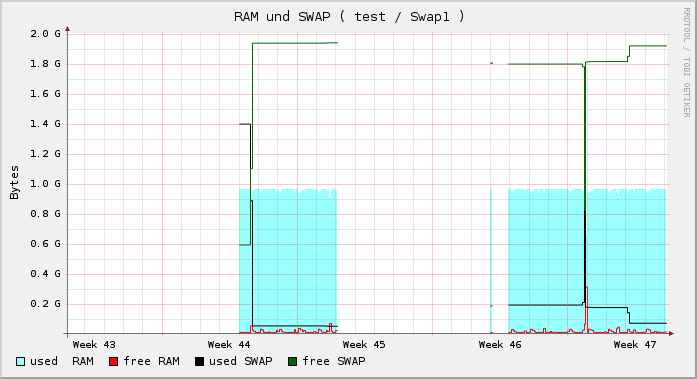 RAM und SWAP ( test / Swap1 )
RRDTOOL / TOBI OETIKER
Bytes
2.0 G
1.8 G
1.6 G
1.4 G
1.2 G
1.0 G
0.8 G
0.6 G
0.4 G
0.2 G
Week 43 Week 44 Week 45 Week 46 Week 47
used RAM free RAM used SWAP free SWAP